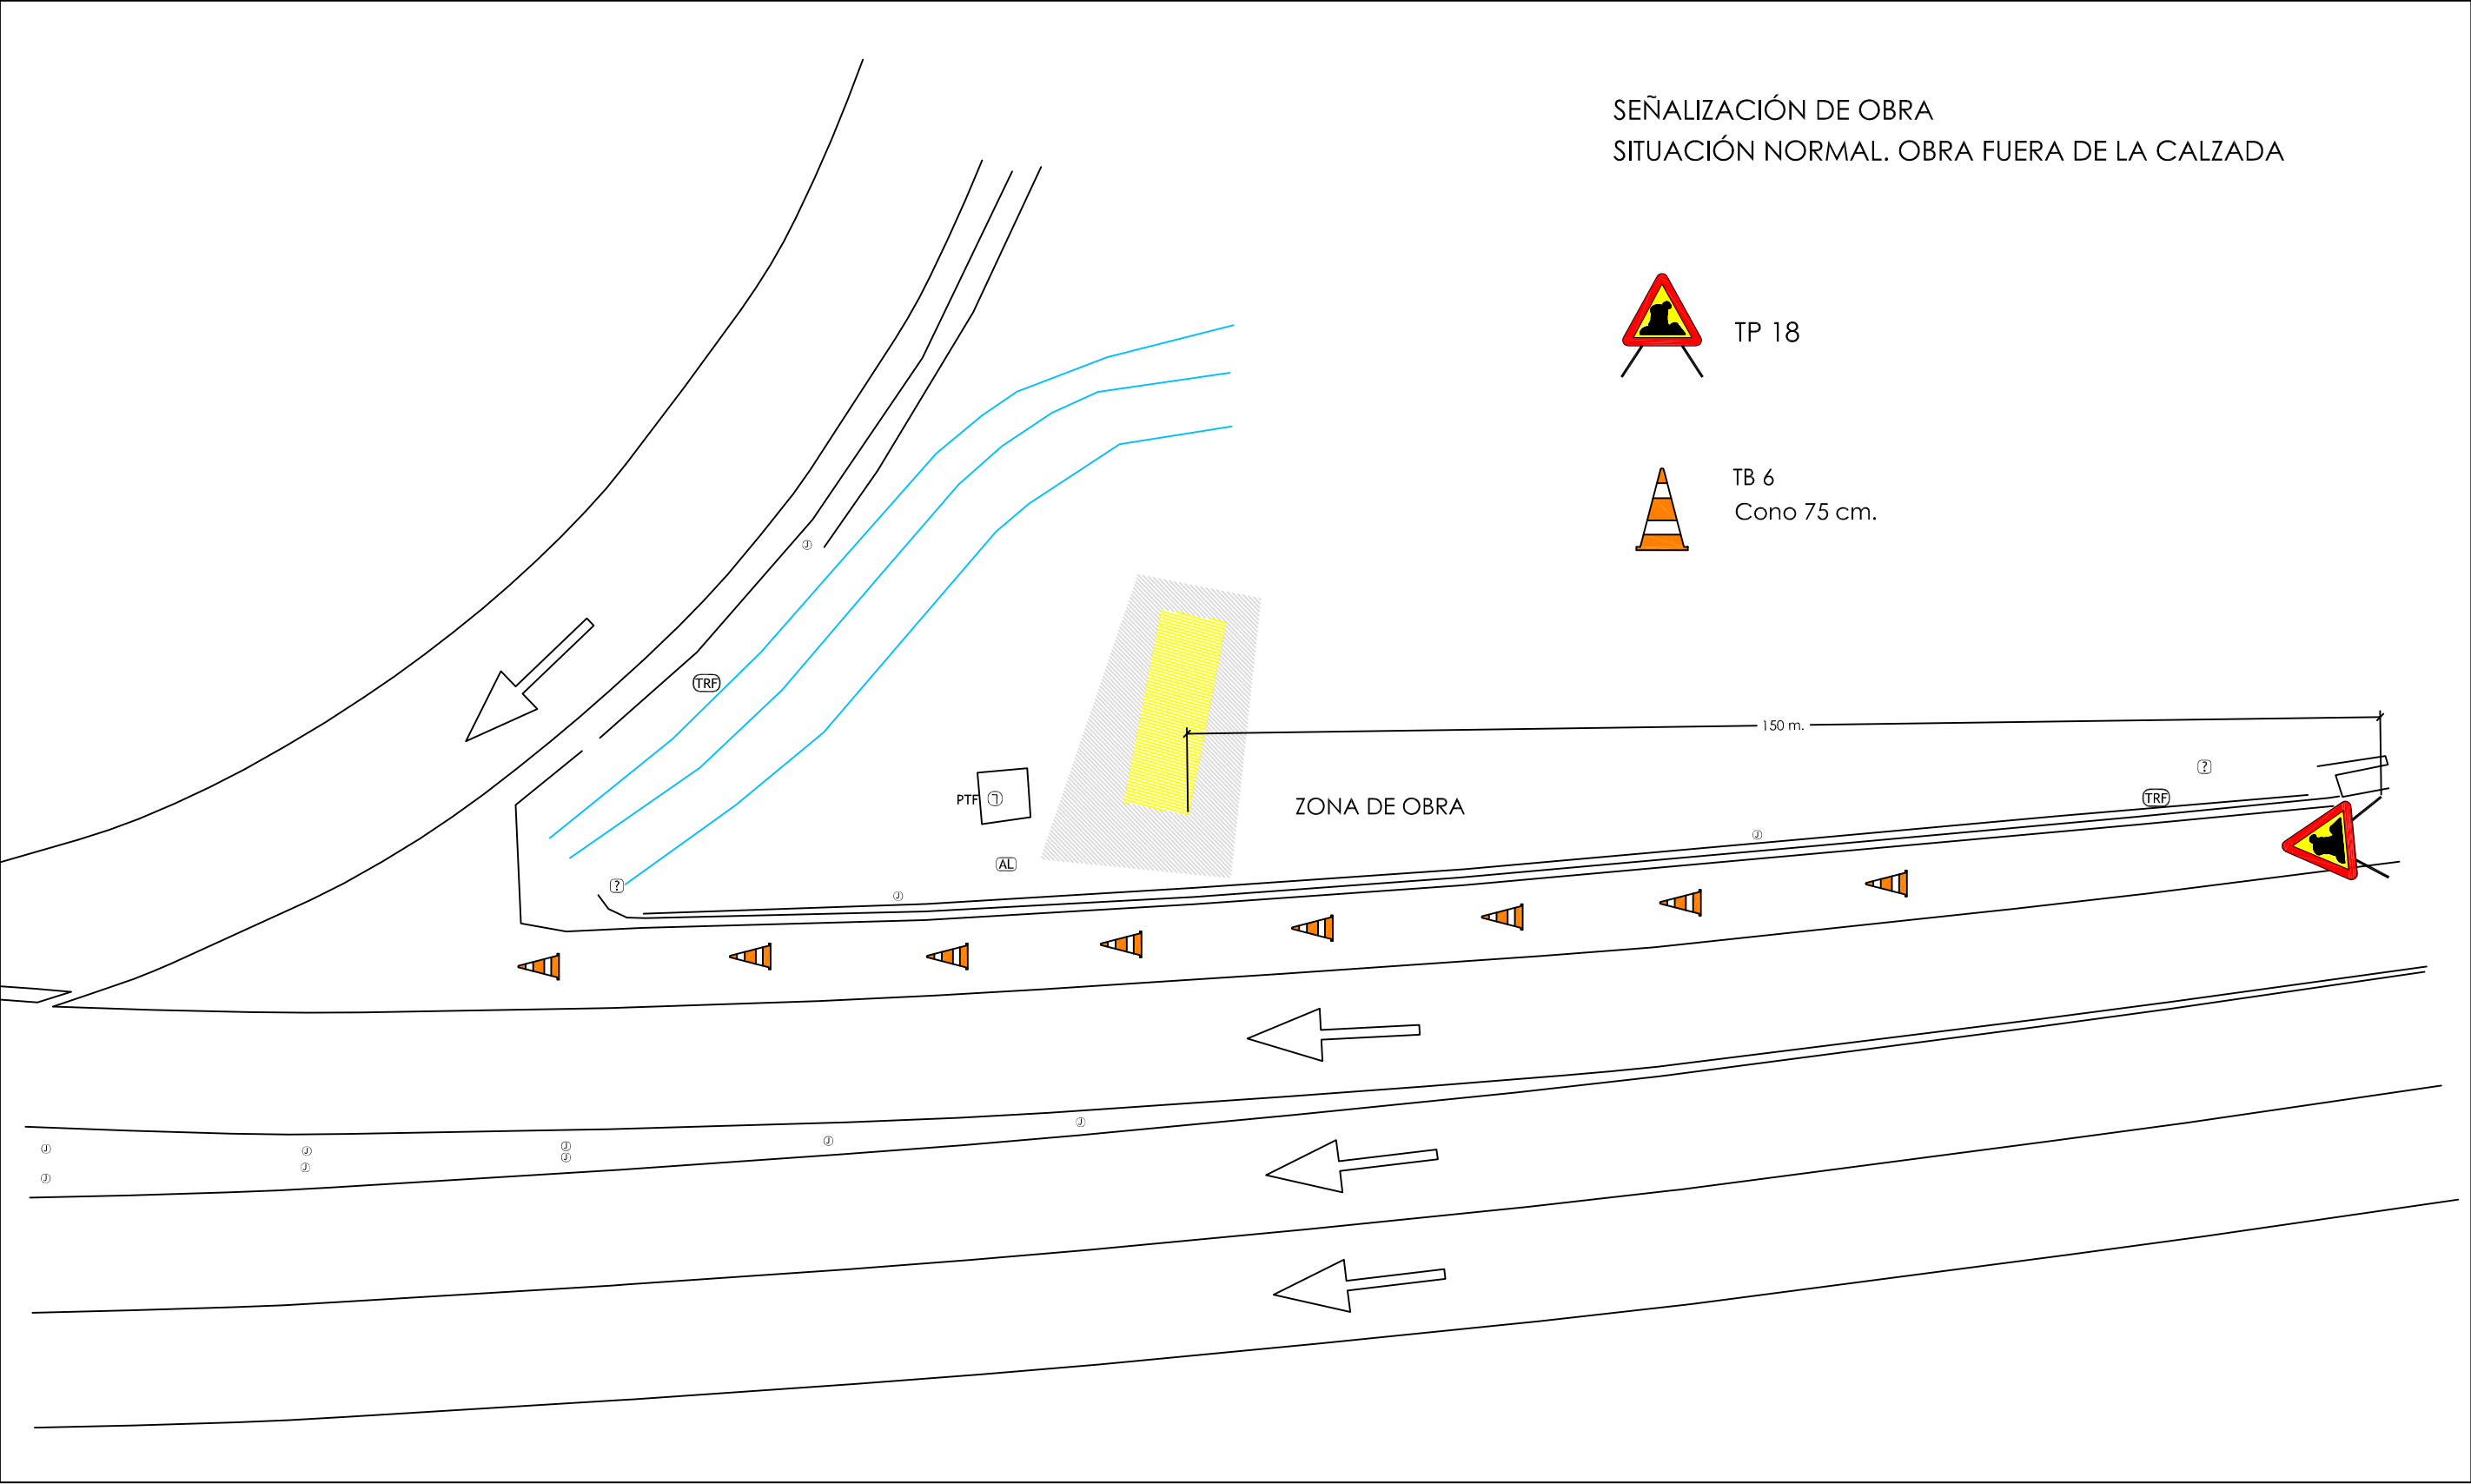 SEÑALIZACIÓN DE OBRA
SITUACIÓN NORMAL. OBRA FUERA DE LA CALZADA
TP 18
TB 6
Cono 75 cm.
TRF
150 m.
?
PTF
ZONA DE OBRA
TRF
AL
?